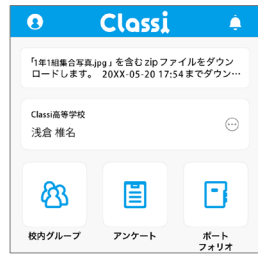 Classi
「1年1組集合写真.jpg」を含むzipファイルをダウン
ロードします。 20XX-05-20 17:54までダウン…
Classi高等学校
浅倉 椎名
校内グループ
アンケート
ポート
フォリオ